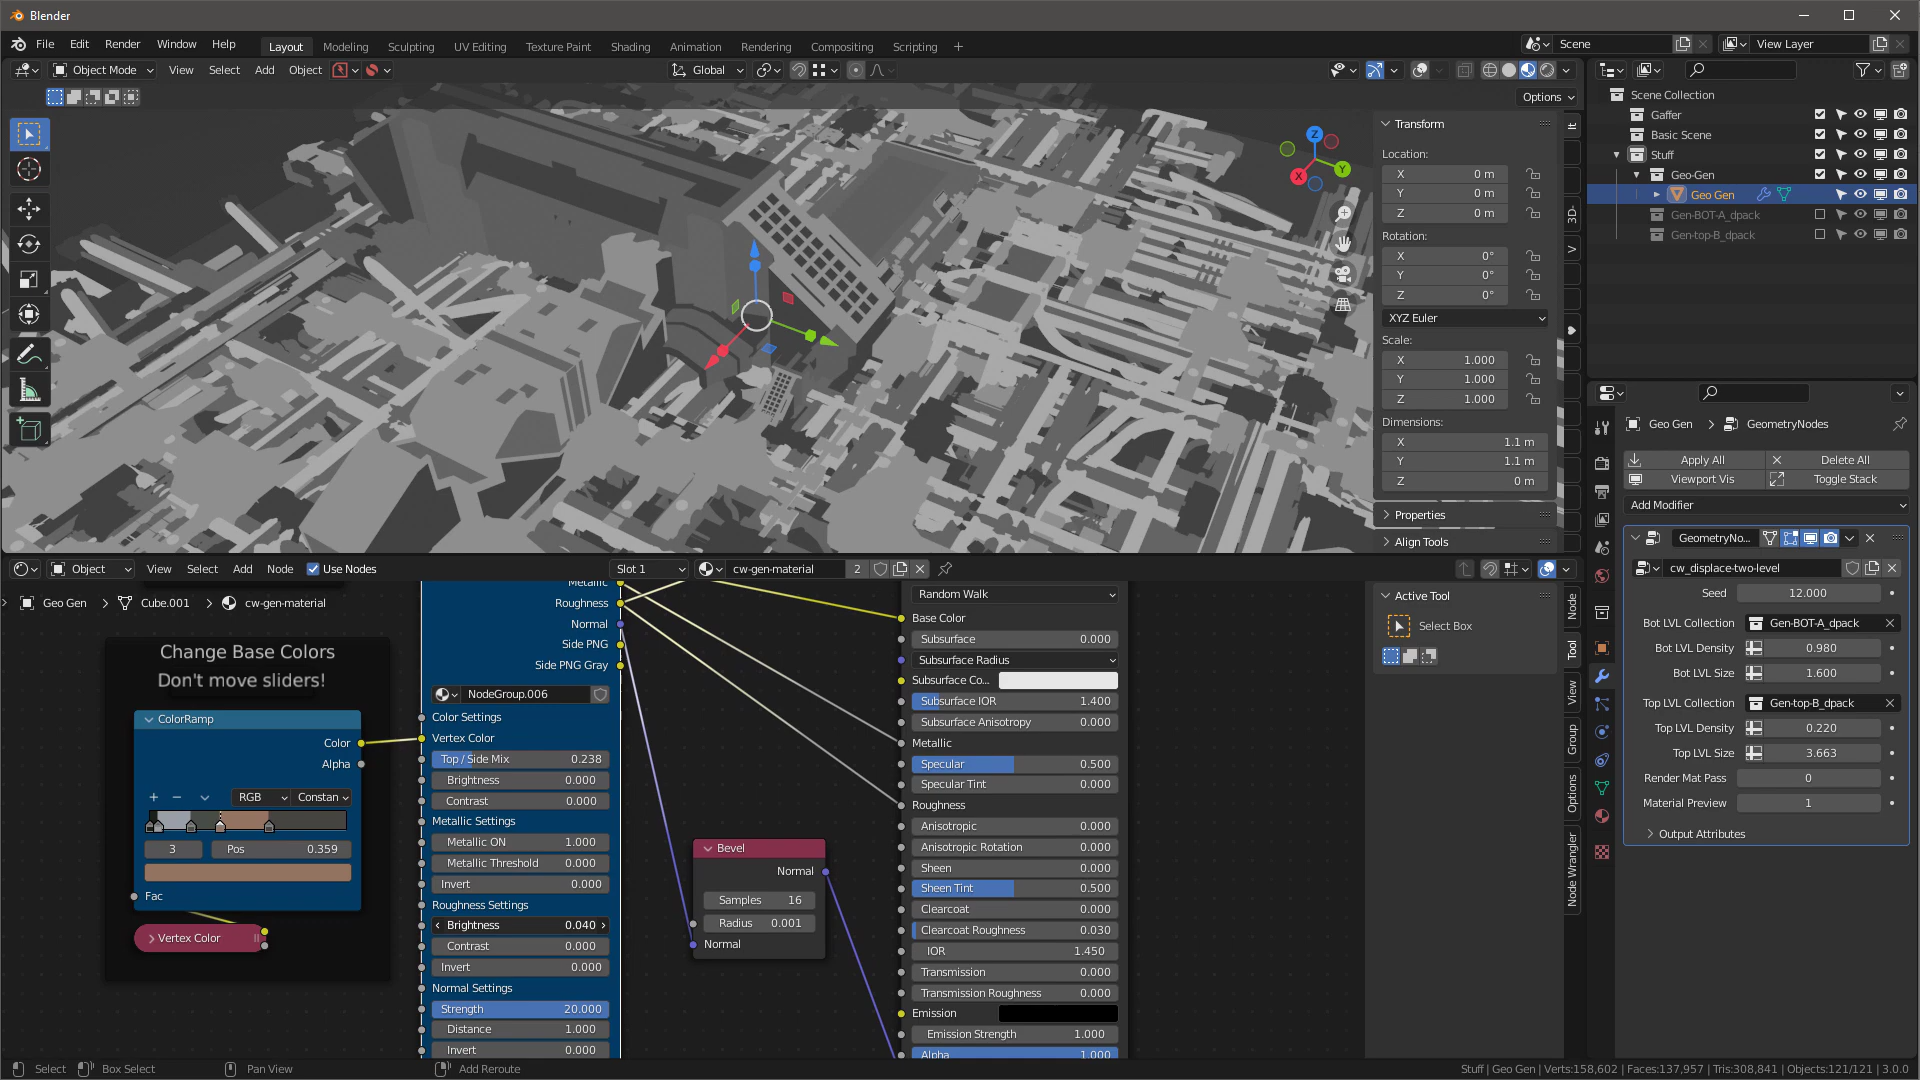 Blender
File Edit Render Window Help Layout Modeling Sculpting UV Editing Texture Paint Shading Animation Rendering Compositing Scripting + Scene View Layer
Object Mode View Select Add Object Global
Options
Transform
Location:
X 0 m
Y 0 m
Z 0 m
Rotation:
X 0°
Y 0°
Z 0°
XYZ Euler
Scale:
X 1.000
Y 1.000
Z 1.000
Dimensions:
X 1.1 m
Y 1.1 m
Z 0 m
Properties
Align Tools
It
3D-
V
Z
Y
X
Scene Collection
Gaffer
Basic Scene
Stuff
Geo-Gen
Geo Gen
Gen-BOT-A_dpack
Gen-top-B_dpack
Geo Gen > GeometryNodes
Apply All Delete All
Viewport Vis Toggle Stack
Add Modifier
GeometryNo...
cw_displace-two-level
Seed 12.000
Bot LVL Collection Gen-BOT-A_dpack
Bot LVL Density 0.980
Bot LVL Size 1.600
Top LVL Collection Gen-top-B_dpack
Top LVL Density 0.220
Top LVL Size 3.663
Render Mat Pass 0
Material Preview 1
Output Attributes
Object View Select Add Node Use Nodes Slot 1 cw-gen-material 2
Geo Gen > Cube.001 > cw-gen-material
Change Base Colors
Don't move sliders!
ColorRamp
Color
Alpha
+ − RGB Constan
3 Pos 0.359
Fac
Vertex Color
Metallic
Roughness
Normal
Side PNG
Side PNG Gray
NodeGroup.006
Color Settings
Vertex Color
Top / Side Mix 0.238
Brightness 0.000
Contrast 0.000
Metallic Settings
Metallic ON 1.000
Metallic Threshold 0.000
Invert 0.000
Roughness Settings
Brightness 0.040
Contrast 0.000
Invert 0.000
Normal Settings
Strength 20.000
Distance 1.000
Invert 0.000
Bevel
Normal
Samples 16
Radius 0.001
Normal
Random Walk
Base Color
Subsurface 0.000
Subsurface Radius
Subsurface Co...
Subsurface IOR 1.400
Subsurface Anisotropy 0.000
Metallic
Specular 0.500
Specular Tint 0.000
Roughness
Anisotropic 0.000
Anisotropic Rotation 0.000
Sheen 0.000
Sheen Tint 0.500
Clearcoat 0.000
Clearcoat Roughness 0.030
IOR 1.450
Transmission 0.000
Transmission Roughness 0.000
Emission
Emission Strength 1.000
Alpha 1.000
Active Tool
Select Box
Node
Tool
View
Group
Options
Node Wrangler
Select Box Select Pan View Add Reroute Stuff | Geo Gen | Verts:158,602 | Faces:137,957 | Tris:308,841 | Objects:121/121 | 3.0.0